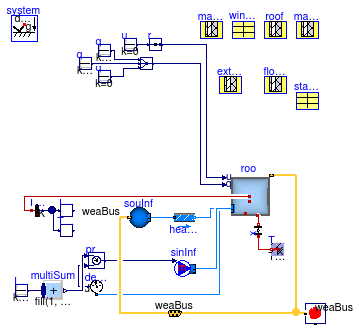 system
d...
ma...
win...
roof
ma...
ext...
flo...
sta...
u
k=0
r
q...
k...
k=0
roo
u
q
weaBus
souInf
hea...
sinInf
pr...
de...
multiSum
+
fill(1, ...
k...
T...
weaBus
weaBus